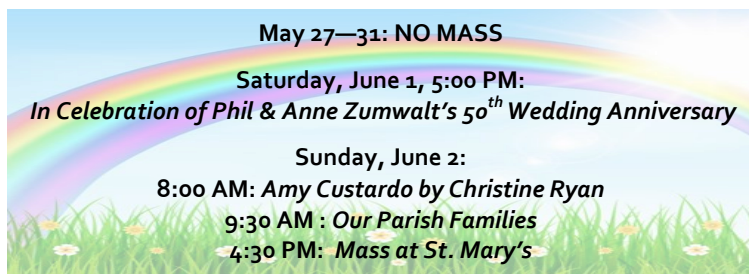 May 27—31: NO MASS
Saturday, June 1, 5:00 PM:
In Celebration of Phil & Anne Zumwalt's 50th Wedding Anniversary
Sunday, June 2:
8:00 AM: Amy Custardo by Christine Ryan
9:30 AM : Our Parish Families
4:30 PM: Mass at St. Mary's